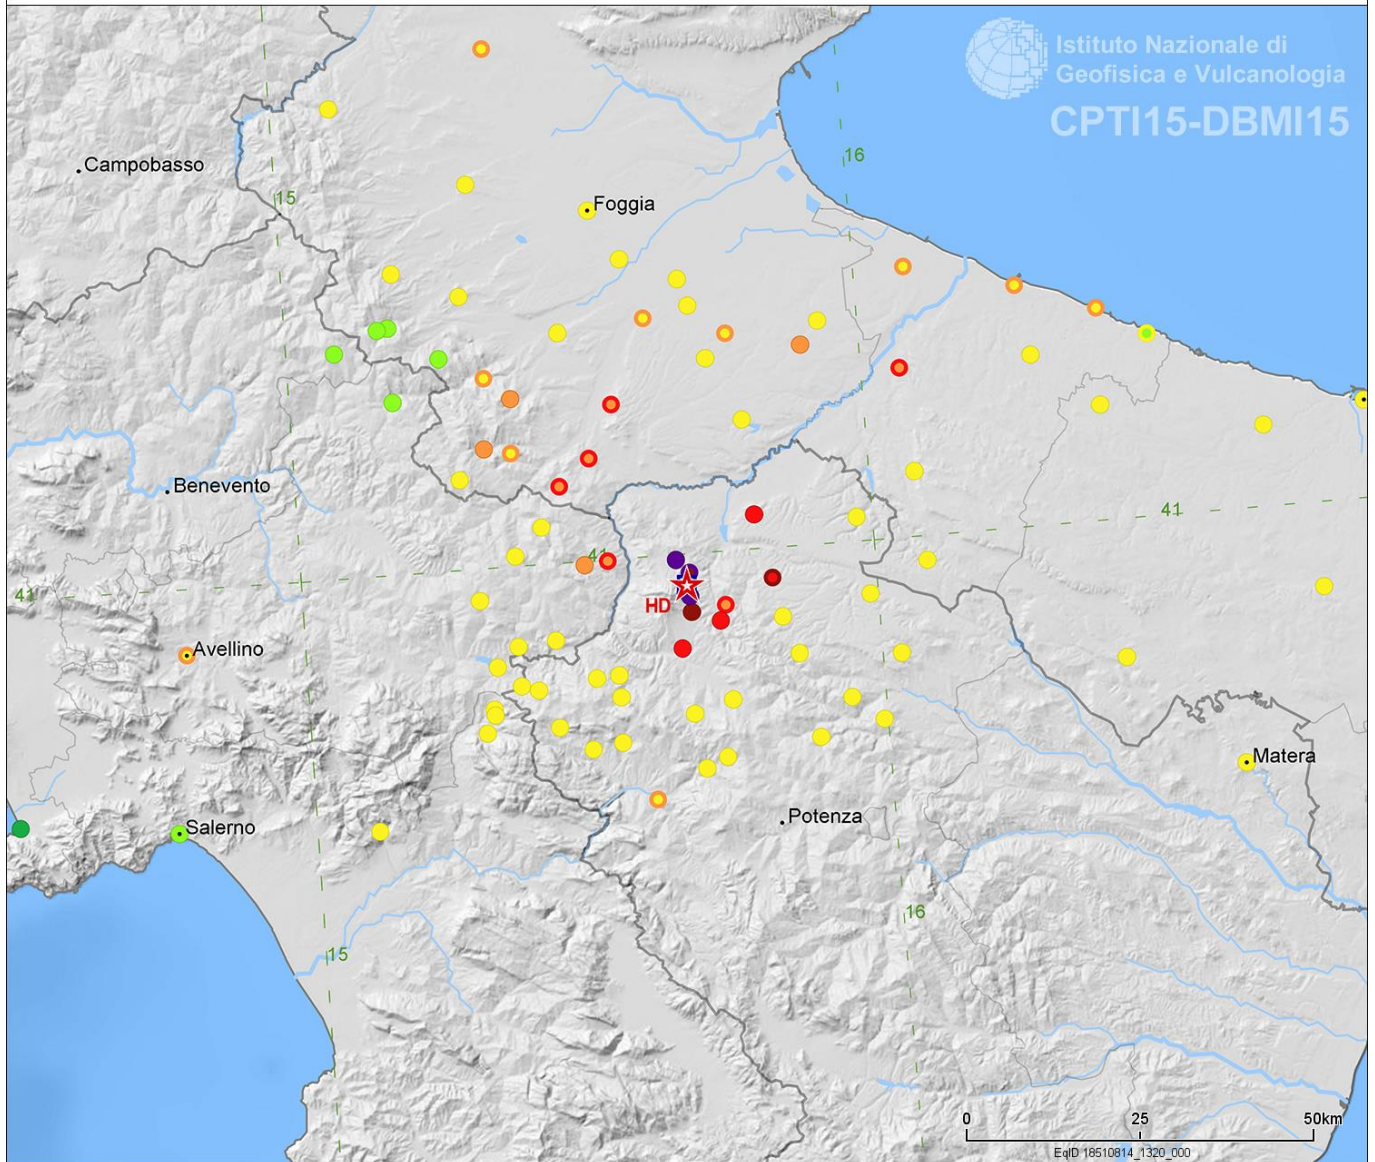 Istituto Nazionale di
Geofisica e Vulcanologia
CPTI15-DBMI15
16
Campobasso
15
Foggia
Benevento
41
41
41
HD
Avellino
Matera
Potenza
Salerno
16
15
0 25 50km
EqID 18510814_1320_000